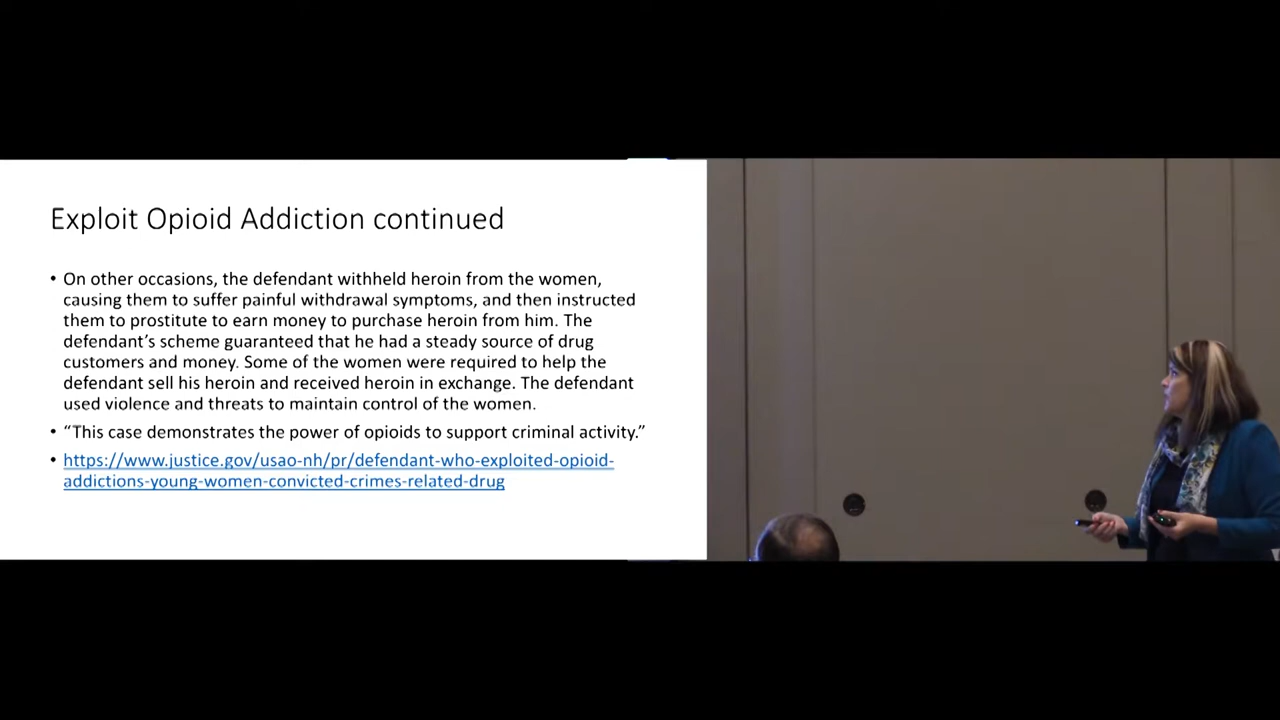 Exploit Opioid Addiction continued
• On other occasions, the defendant withheld heroin from the women,
causing them to suffer painful withdrawal symptoms, and then instructed
them to prostitute to earn money to purchase heroin from him. The
defendant’s scheme guaranteed that he had a steady source of drug
customers and money. Some of the women were required to help the
defendant sell his heroin and received heroin in exchange. The defendant
used violence and threats to maintain control of the women.
• “This case demonstrates the power of opioids to support criminal activity.”
• https://www.justice.gov/usao-nh/pr/defendant-who-exploited-opioid-
addictions-young-women-convicted-crimes-related-drug